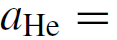 a_He =